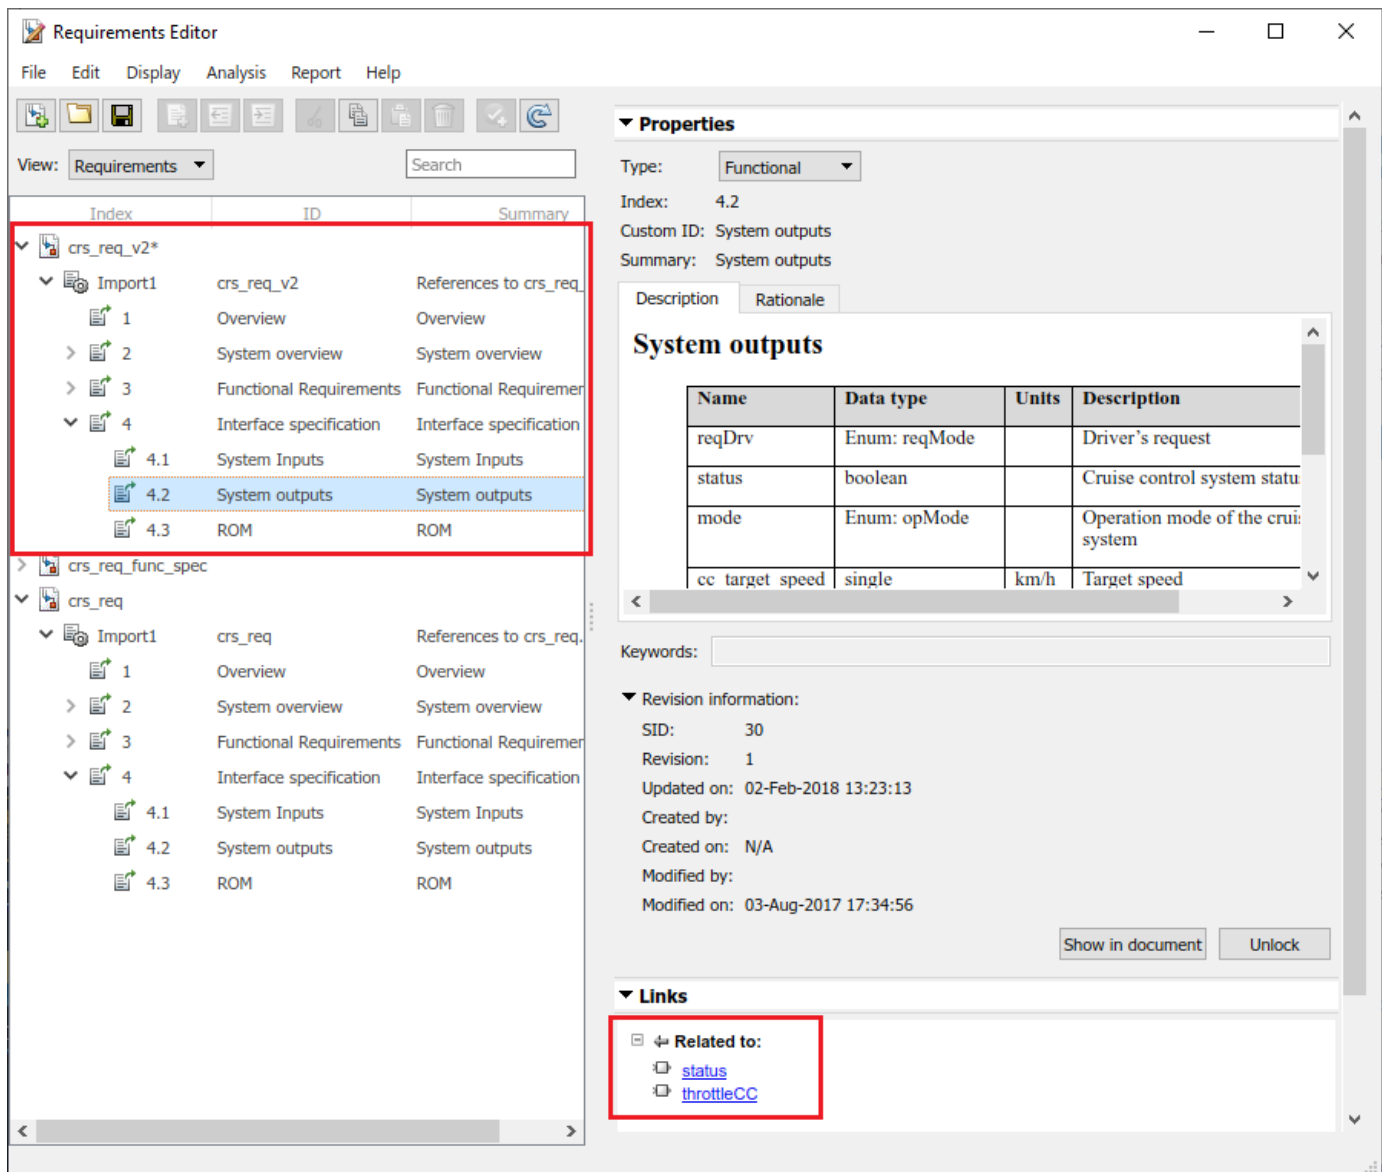 Requirements Editor
File Edit Display Analysis Report Help
View: Requirements Search
Index ID Summary
crs_req_v2*
Import1 crs_req_v2 References to crs_req_
1 Overview Overview
2 System overview System overview
3 Functional Requirements Functional Requiremen
4 Interface specification Interface specification
4.1 System Inputs System Inputs
4.2 System outputs System outputs
4.3 ROM ROM
crs_req_func_spec
crs_req
Import1 crs_req References to crs_req.
1 Overview Overview
2 System overview System overview
3 Functional Requirements Functional Requiremen
4 Interface specification Interface specification
4.1 System Inputs System Inputs
4.2 System outputs System outputs
4.3 ROM ROM
Properties
Type: Functional
Index: 4.2
Custom ID: System outputs
Summary: System outputs
Description Rationale
System outputs
Name Data type Units Description
reqDrv Enum: reqMode Driver's request
status boolean Cruise control system statu
mode Enum: opMode Operation mode of the crui
system
cc target speed single km/h Target speed
Keywords:
Revision information:
SID: 30
Revision: 1
Updated on: 02-Feb-2018 13:23:13
Created by:
Created on: N/A
Modified by:
Modified on: 03-Aug-2017 17:34:56
Show in document Unlock
Links
Related to:
status
throttleCC